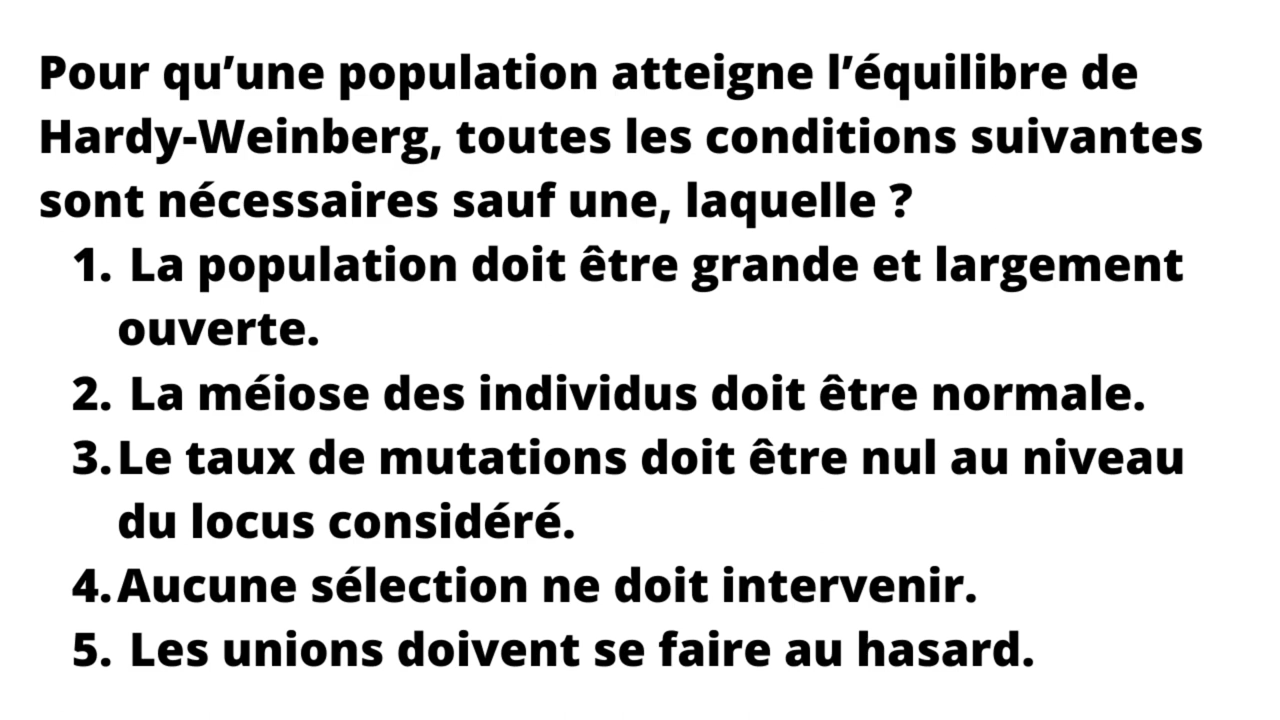 Pour qu’une population atteigne l’équilibre de
Hardy-Weinberg, toutes les conditions suivantes
sont nécessaires sauf une, laquelle ?
1. La population doit être grande et largement
ouverte.
2. La méiose des individus doit être normale.
3. Le taux de mutations doit être nul au niveau
du locus considéré.
4. Aucune sélection ne doit intervenir.
5. Les unions doivent se faire au hasard.